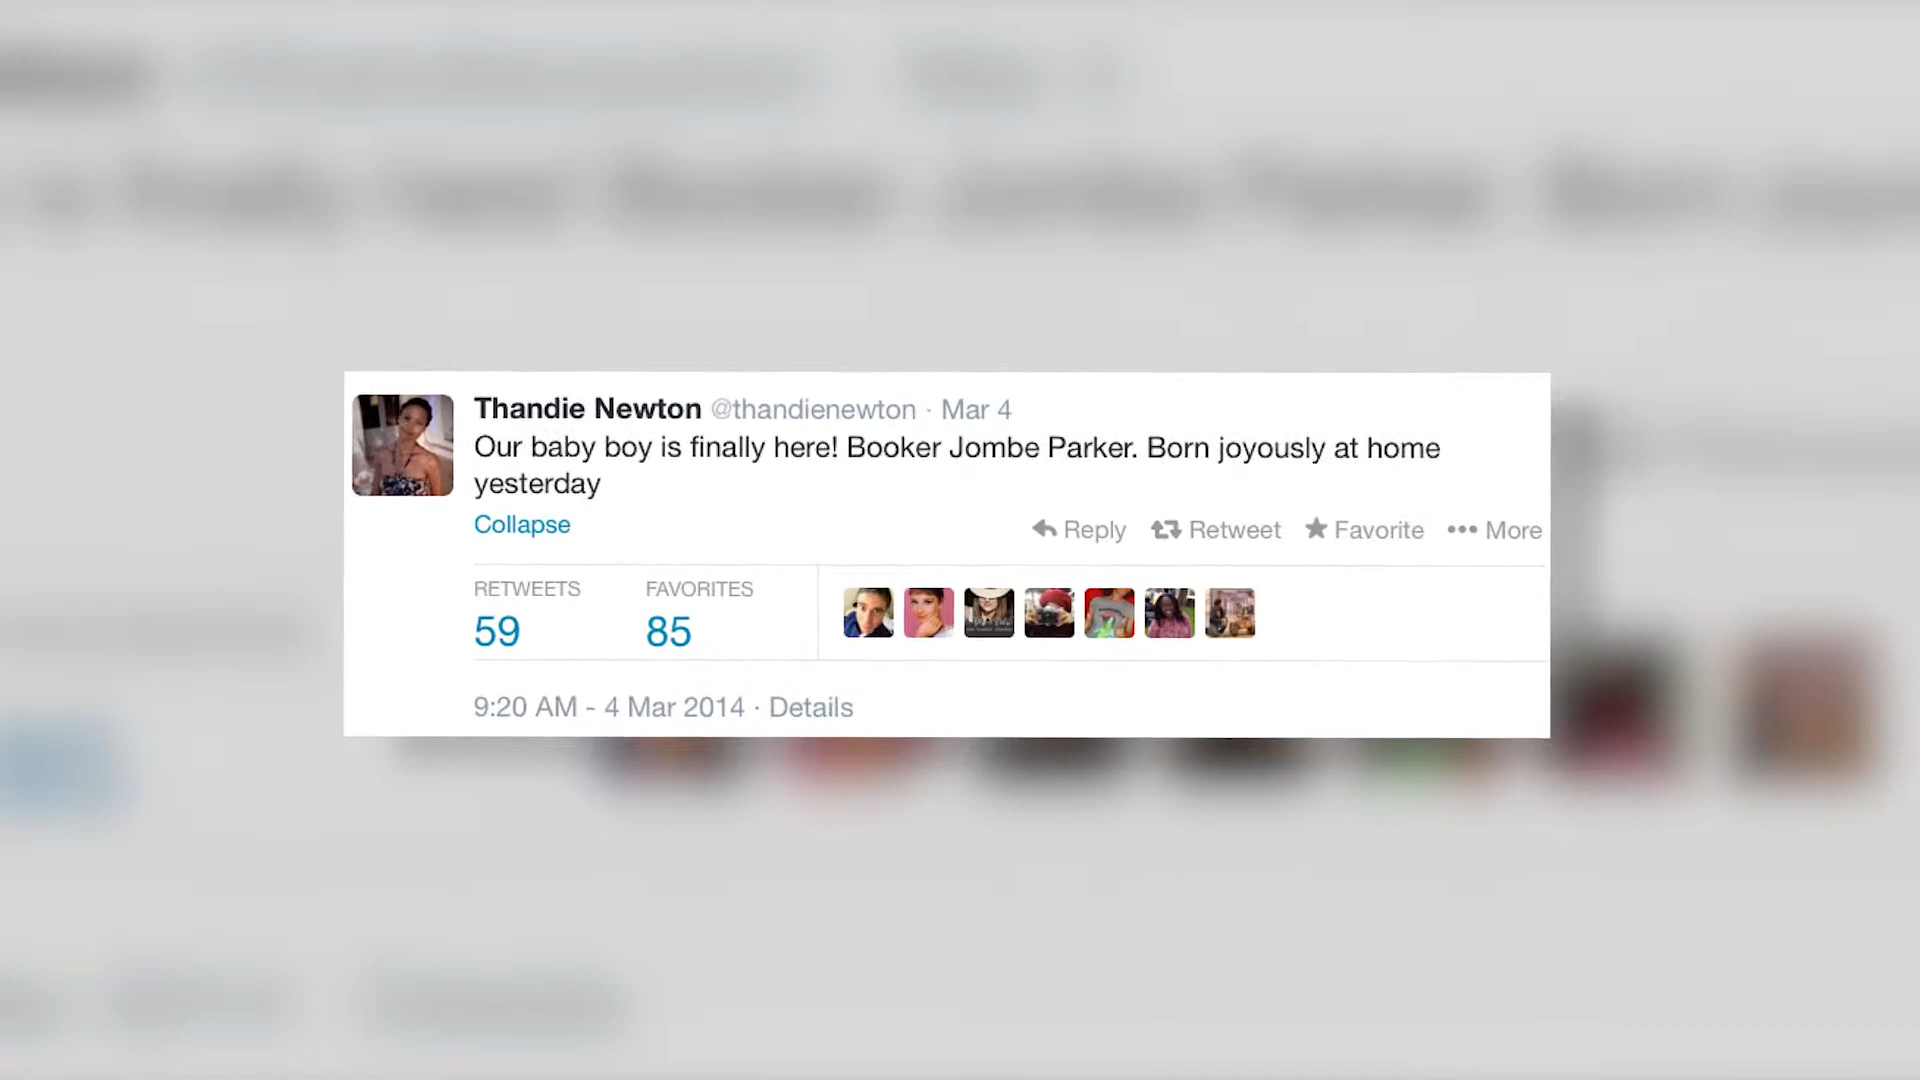 Thandie Newton @thandienewton · Mar 4
Our baby boy is finally here! Booker Jombe Parker. Born joyously at home
yesterday
Collapse
Reply Retweet Favorite More
RETWEETS FAVORITES
59 85
9:20 AM - 4 Mar 2014 · Details